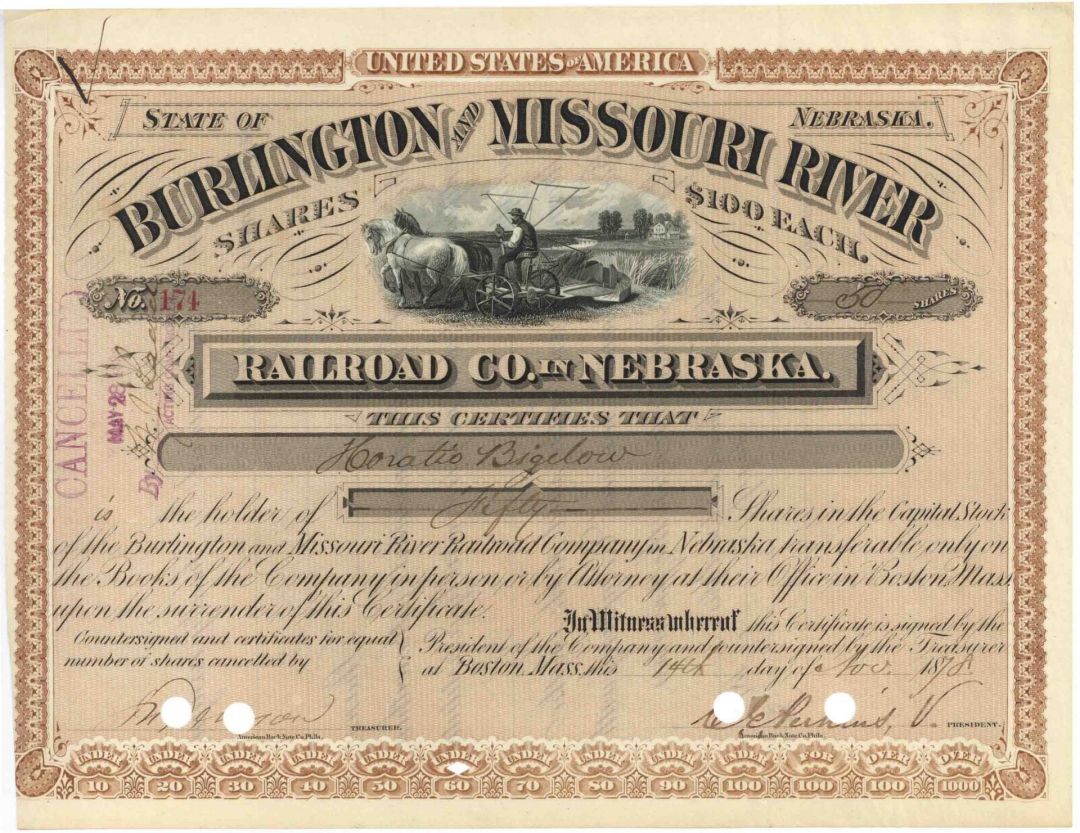 UNITED STATES OF AMERICA
STATE OF NEBRASKA.
BURLINGTON AND MISSOURI RIVER
SHARES $100 EACH.
No. 174
50 SHARES
RAILROAD CO. IN NEBRASKA.
THIS CERTIFIES THAT
Horatio Bigelow
is the holder of Fifty Shares in the Capital Stock
of the Burlington and Missouri River Railroad Company in Nebraska transferable only on
the Books of the Company in person or by Attorney at their Office in Boston, Mass
upon the surrender of this Certificate.
In Witness whereof this Certificate is signed by the
President of the Company and countersigned by the Treasurer
at Boston, Mass. this 14th day of Nov. 1878
Countersigned and certificates for equal
number of shares cancelled by
TREASURER.
C E Perkins, V. PRESIDENT.
American Bank Note Co. Phila.
American Bank Note Co. Phila.
CANCELLED
MAY 28
By
ACTING
UNDER UNDER UNDER UNDER UNDER UNDER UNDER UNDER UNDER UNDER FOR OVER OVER
10 20 30 40 50 60 70 80 90 100 100 100 1000